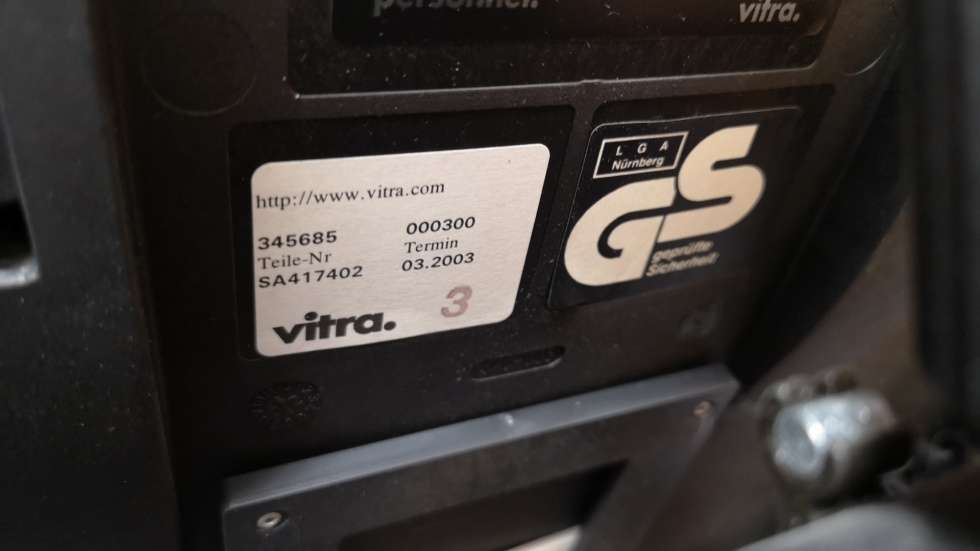 personnel.
vitra.
http://www.vitra.com
345685 000300
Teile-Nr Termin
SA417402 03.2003
vitra. 3
L G A
Nürnberg
GS
geprüfte
Sicherheit